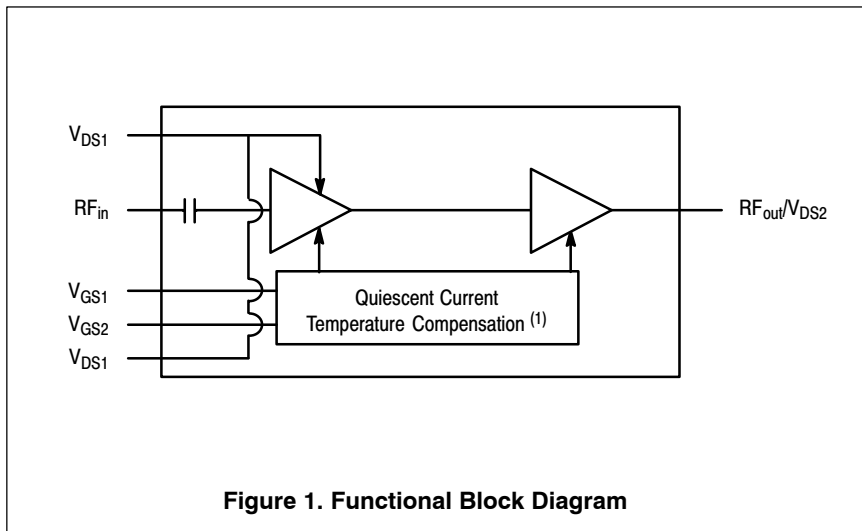 V_DS1
RF_in
RF_out/V_DS2
V_GS1
Quiescent Current
Temperature Compensation (1)
V_GS2
V_DS1
Figure 1. Functional Block Diagram